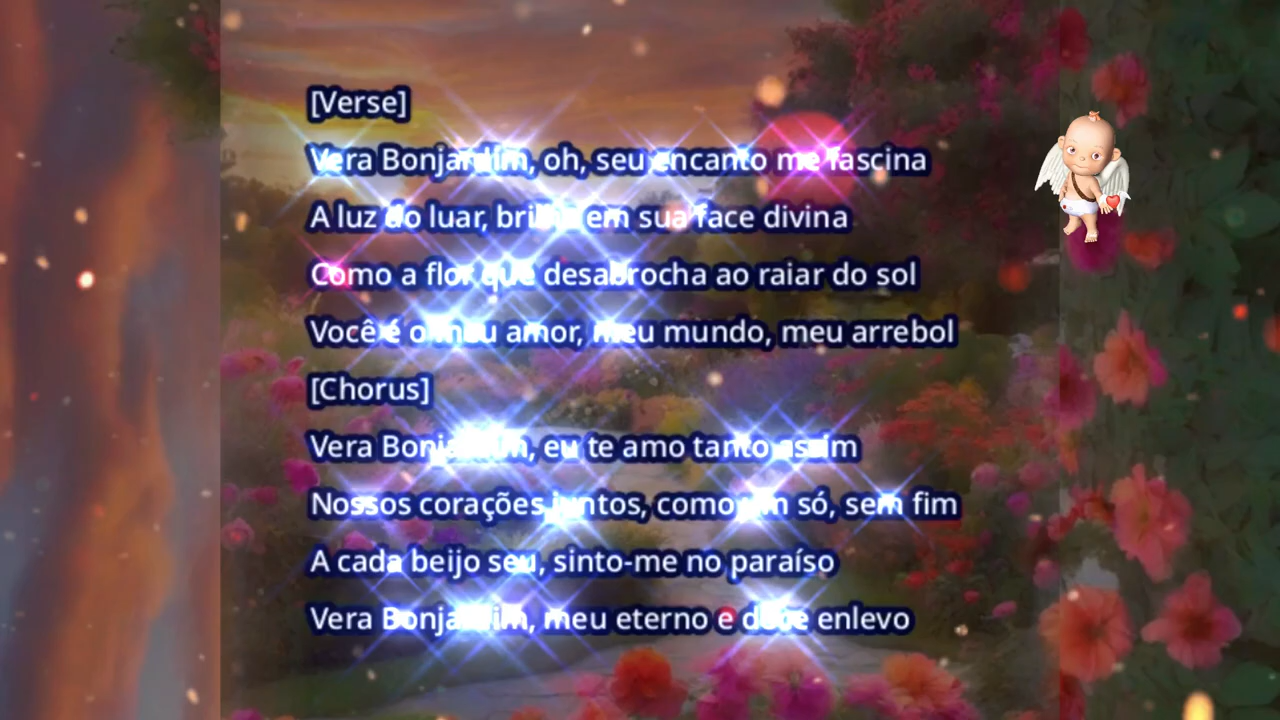 [Verse]
Vera Bonjardim, oh, seu encanto me fascina
A luz do luar, brilha em sua face divina
Como a flor que desabrocha ao raiar do sol
Você é o meu amor, meu mundo, meu arrebol
[Chorus]
Vera Bonjardim, eu te amo tanto assim
Nossos corações juntos, como um só, sem fim
A cada beijo seu, sinto-me no paraíso
Vera Bonjardim, meu eterno e doce enlevo